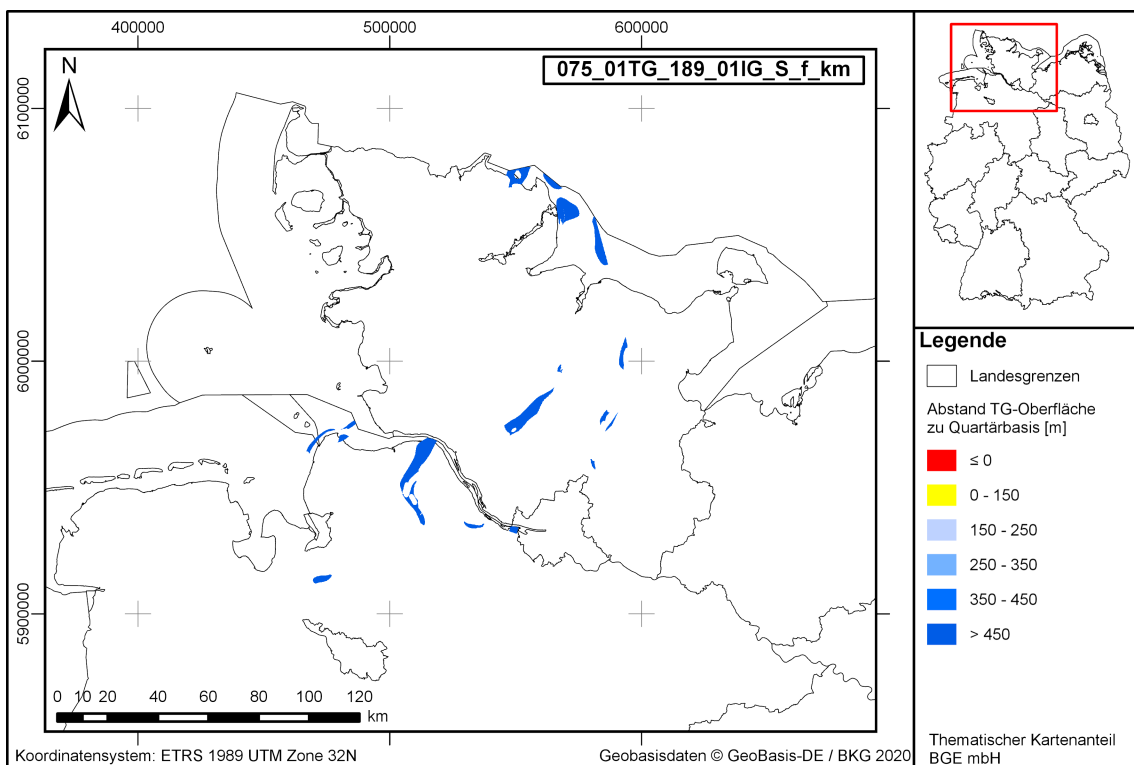 400000 500000 600000
075_01TG_189_01IG_S_f_km
N
6100000
6000000
5900000
0 10 20 40 60 80 100 120
km
Koordinatensystem: ETRS 1989 UTM Zone 32N
Geobasisdaten © GeoBasis-DE / BKG 2020
Legende
Landesgrenzen
Abstand TG-Oberfläche
zu Quartärbasis [m]
≤ 0
0 - 150
150 - 250
250 - 350
350 - 450
> 450
Thematischer Kartenanteil
BGE mbH